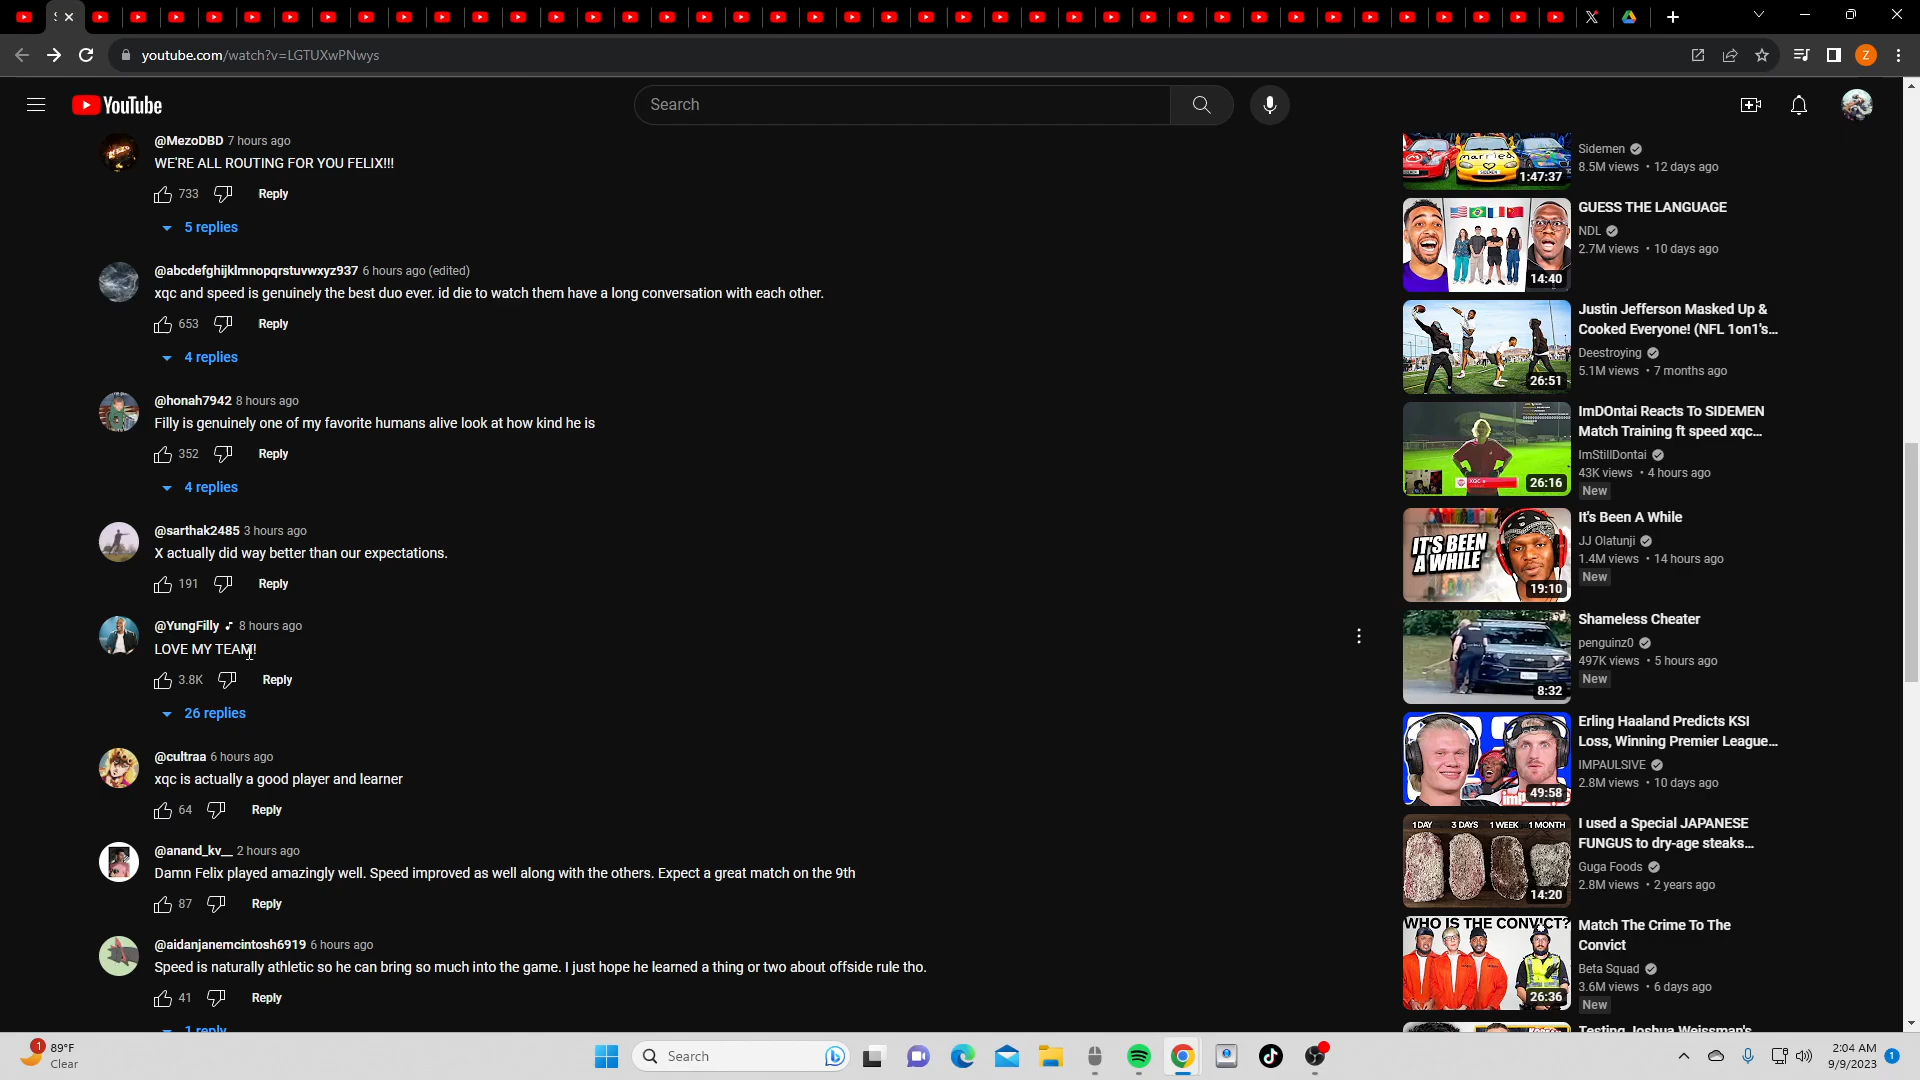 youtube.com/watch?v=LGTUXwPNwys
Z
YouTube
Search
@MezoDBD 7 hours ago
WE'RE ALL ROUTING FOR YOU FELIX!!!
733 Reply
5 replies
@abcdefghijklmnopqrstuvwxyz937 6 hours ago (edited)
xqc and speed is genuinely the best duo ever. id die to watch them have a long conversation with each other.
653 Reply
4 replies
@honah7942 8 hours ago
Filly is genuinely one of my favorite humans alive look at how kind he is
352 Reply
4 replies
@sarthak2485 3 hours ago
X actually did way better than our expectations.
191 Reply
@YungFilly 8 hours ago
LOVE MY TEAM!
3.8K Reply
26 replies
@cultraa 6 hours ago
xqc is actually a good player and learner
64 Reply
@anand_kv__ 2 hours ago
Damn Felix played amazingly well. Speed improved as well along with the others. Expect a great match on the 9th
87 Reply
@aidanjanemcintosh6919 6 hours ago
Speed is naturally athletic so he can bring so much into the game. I just hope he learned a thing or two about offside rule tho.
41 Reply
1 reply
married
1:47:37
Sidemen
8.5M views • 12 days ago
14:40
GUESS THE LANGUAGE
NDL
2.7M views • 10 days ago
26:51
Justin Jefferson Masked Up &
Cooked Everyone! (NFL 1on1's...
Deestroying
5.1M views • 7 months ago
XQC
26:16
ImDOntai Reacts To SIDEMEN
Match Training ft speed xqc...
ImStillDontai
43K views • 4 hours ago
New
IT'S BEEN
A WHILE
19:10
It's Been A While
JJ Olatunji
1.4M views • 14 hours ago
New
8:32
Shameless Cheater
penguinz0
497K views • 5 hours ago
New
49:58
Erling Haaland Predicts KSI
Loss, Winning Premier League...
IMPAULSIVE
2.8M views • 10 days ago
1 DAY 3 DAYS 1 WEEK 1 MONTH
14:20
I used a Special JAPANESE
FUNGUS to dry-age steaks...
Guga Foods
2.8M views • 2 years ago
WHO IS THE CONVICT?
26:36
Match The Crime To The
Convict
Beta Squad
3.6M views • 6 days ago
New
Testing Joshua Weissman's
1
89°F
Clear
Search
2:04 AM
9/9/2023
1